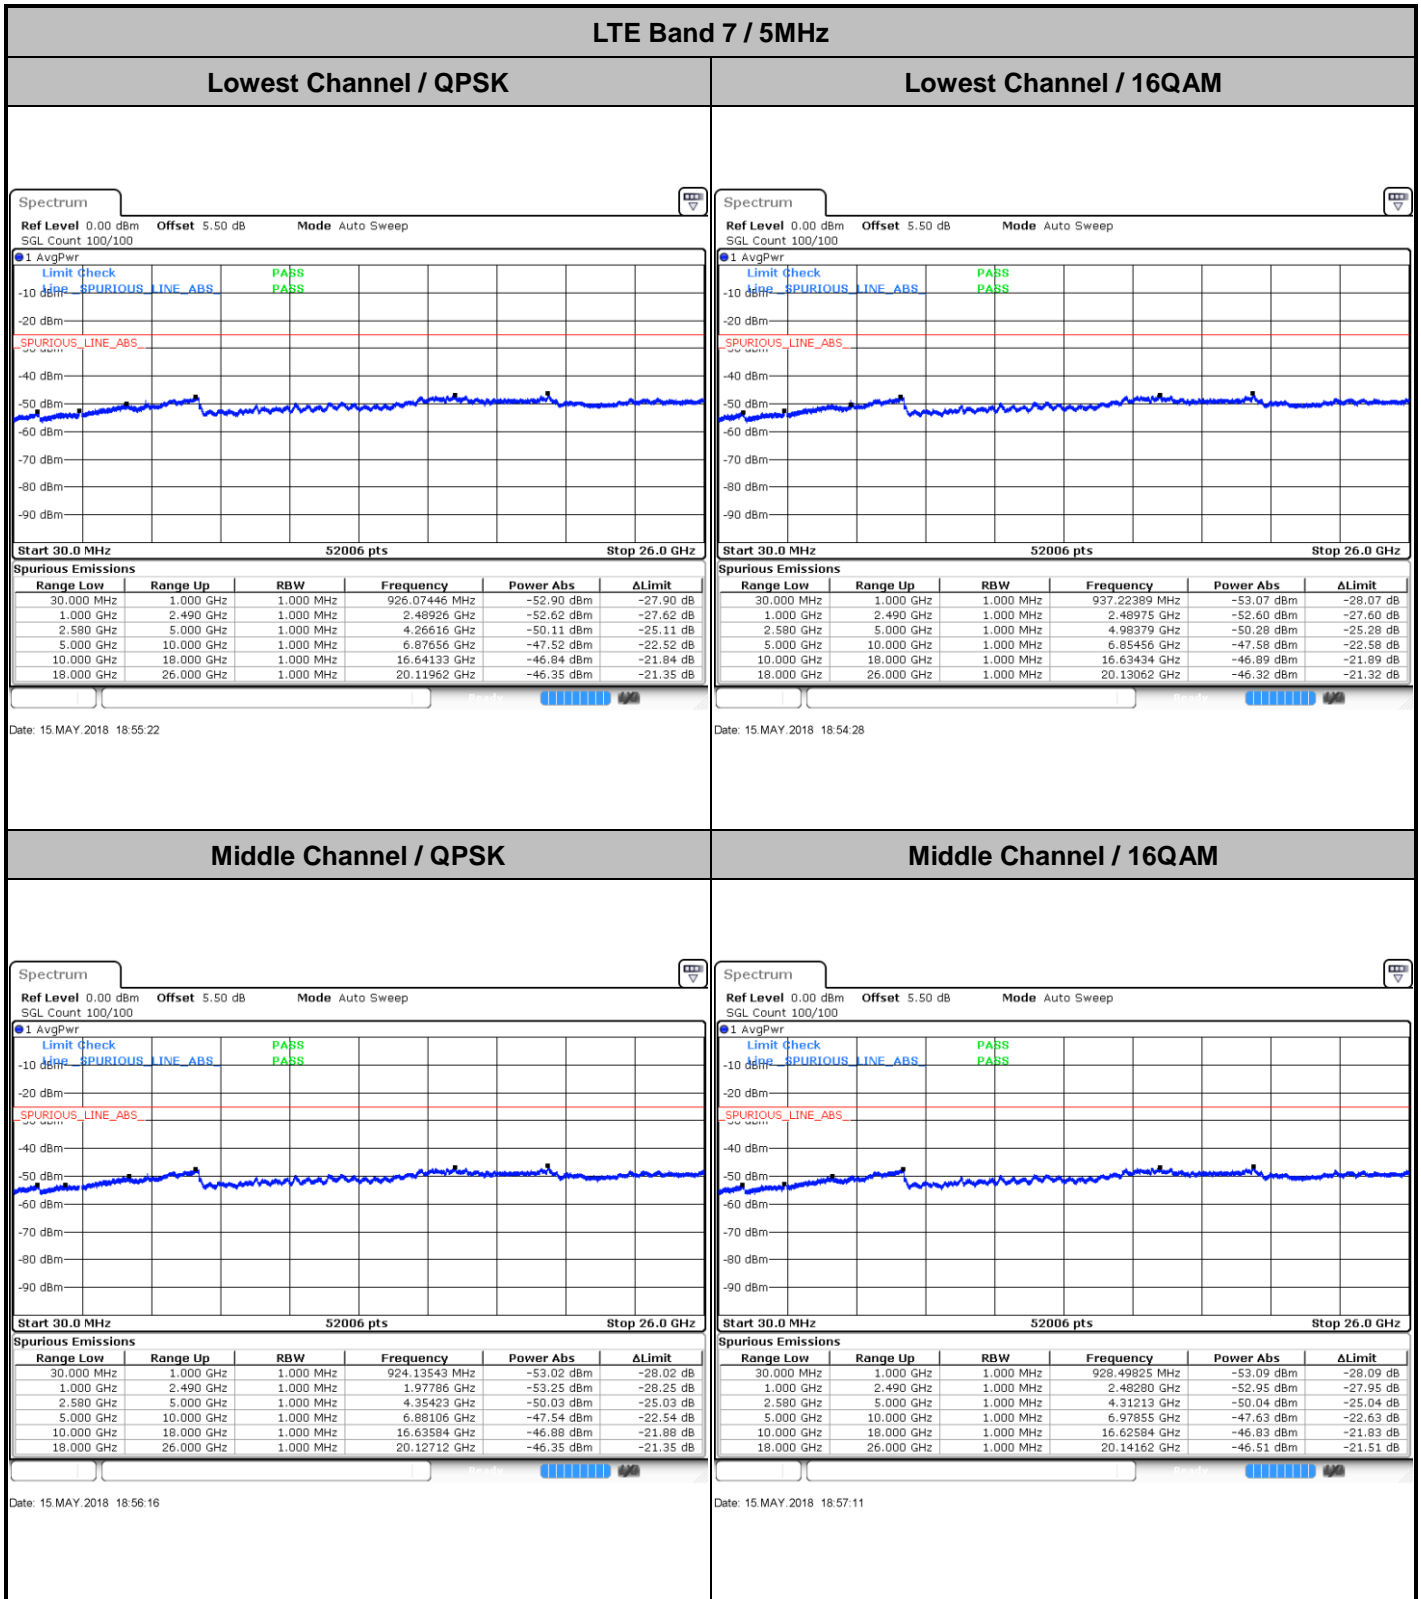 LTE Band 7 / 5MHz
Lowest Channel / QPSK
Lowest Channel / 16QAM
Spectrum
Ref Level 0.00 dBm Offset 5.50 dB Mode Auto Sweep
SGL Count 100/100
1 AvgPwr
Limit Check PASS
Line _SPURIOUS_LINE_ABS_ PASS
-10 dBm
-20 dBm
_SPURIOUS_LINE_ABS_
-30 dBm
-40 dBm
-50 dBm
-60 dBm
-70 dBm
-80 dBm
-90 dBm
Start 30.0 MHz 52006 pts Stop 26.0 GHz
Spurious Emissions
Range Low Range Up RBW Frequency Power Abs ΔLimit
30.000 MHz 1.000 GHz 1.000 MHz 926.07446 MHz -52.90 dBm -27.90 dB
1.000 GHz 2.490 GHz 1.000 MHz 2.48926 GHz -52.62 dBm -27.62 dB
2.580 GHz 5.000 GHz 1.000 MHz 4.26616 GHz -50.11 dBm -25.11 dB
5.000 GHz 10.000 GHz 1.000 MHz 6.87656 GHz -47.52 dBm -22.52 dB
10.000 GHz 18.000 GHz 1.000 MHz 16.64133 GHz -46.84 dBm -21.84 dB
18.000 GHz 26.000 GHz 1.000 MHz 20.11962 GHz -46.35 dBm -21.35 dB
Ready
Date: 15.MAY.2018 18:55:22
Spectrum
Ref Level 0.00 dBm Offset 5.50 dB Mode Auto Sweep
SGL Count 100/100
1 AvgPwr
Limit Check PASS
Line _SPURIOUS_LINE_ABS_ PASS
-10 dBm
-20 dBm
_SPURIOUS_LINE_ABS_
-30 dBm
-40 dBm
-50 dBm
-60 dBm
-70 dBm
-80 dBm
-90 dBm
Start 30.0 MHz 52006 pts Stop 26.0 GHz
Spurious Emissions
Range Low Range Up RBW Frequency Power Abs ΔLimit
30.000 MHz 1.000 GHz 1.000 MHz 937.22389 MHz -53.07 dBm -28.07 dB
1.000 GHz 2.490 GHz 1.000 MHz 2.48975 GHz -52.60 dBm -27.60 dB
2.580 GHz 5.000 GHz 1.000 MHz 4.98379 GHz -50.28 dBm -25.28 dB
5.000 GHz 10.000 GHz 1.000 MHz 6.85456 GHz -47.58 dBm -22.58 dB
10.000 GHz 18.000 GHz 1.000 MHz 16.63434 GHz -46.89 dBm -21.89 dB
18.000 GHz 26.000 GHz 1.000 MHz 20.13062 GHz -46.32 dBm -21.32 dB
Ready
Date: 15.MAY.2018 18:54:28
Middle Channel / QPSK
Middle Channel / 16QAM
Spectrum
Ref Level 0.00 dBm Offset 5.50 dB Mode Auto Sweep
SGL Count 100/100
1 AvgPwr
Limit Check PASS
Line _SPURIOUS_LINE_ABS_ PASS
-10 dBm
-20 dBm
_SPURIOUS_LINE_ABS_
-30 dBm
-40 dBm
-50 dBm
-60 dBm
-70 dBm
-80 dBm
-90 dBm
Start 30.0 MHz 52006 pts Stop 26.0 GHz
Spurious Emissions
Range Low Range Up RBW Frequency Power Abs ΔLimit
30.000 MHz 1.000 GHz 1.000 MHz 924.13543 MHz -53.02 dBm -28.02 dB
1.000 GHz 2.490 GHz 1.000 MHz 1.97786 GHz -53.25 dBm -28.25 dB
2.580 GHz 5.000 GHz 1.000 MHz 4.35423 GHz -50.03 dBm -25.03 dB
5.000 GHz 10.000 GHz 1.000 MHz 6.88106 GHz -47.54 dBm -22.54 dB
10.000 GHz 18.000 GHz 1.000 MHz 16.63584 GHz -46.88 dBm -21.88 dB
18.000 GHz 26.000 GHz 1.000 MHz 20.12712 GHz -46.35 dBm -21.35 dB
Ready
Date: 15.MAY.2018 18:56:16
Spectrum
Ref Level 0.00 dBm Offset 5.50 dB Mode Auto Sweep
SGL Count 100/100
1 AvgPwr
Limit Check PASS
Line _SPURIOUS_LINE_ABS_ PASS
-10 dBm
-20 dBm
_SPURIOUS_LINE_ABS_
-30 dBm
-40 dBm
-50 dBm
-60 dBm
-70 dBm
-80 dBm
-90 dBm
Start 30.0 MHz 52006 pts Stop 26.0 GHz
Spurious Emissions
Range Low Range Up RBW Frequency Power Abs ΔLimit
30.000 MHz 1.000 GHz 1.000 MHz 928.49825 MHz -53.09 dBm -28.09 dB
1.000 GHz 2.490 GHz 1.000 MHz 2.48280 GHz -52.95 dBm -27.95 dB
2.580 GHz 5.000 GHz 1.000 MHz 4.31213 GHz -50.04 dBm -25.04 dB
5.000 GHz 10.000 GHz 1.000 MHz 6.97855 GHz -47.63 dBm -22.63 dB
10.000 GHz 18.000 GHz 1.000 MHz 16.62584 GHz -46.83 dBm -21.83 dB
18.000 GHz 26.000 GHz 1.000 MHz 20.14162 GHz -46.51 dBm -21.51 dB
Ready
Date: 15.MAY.2018 18:57:11